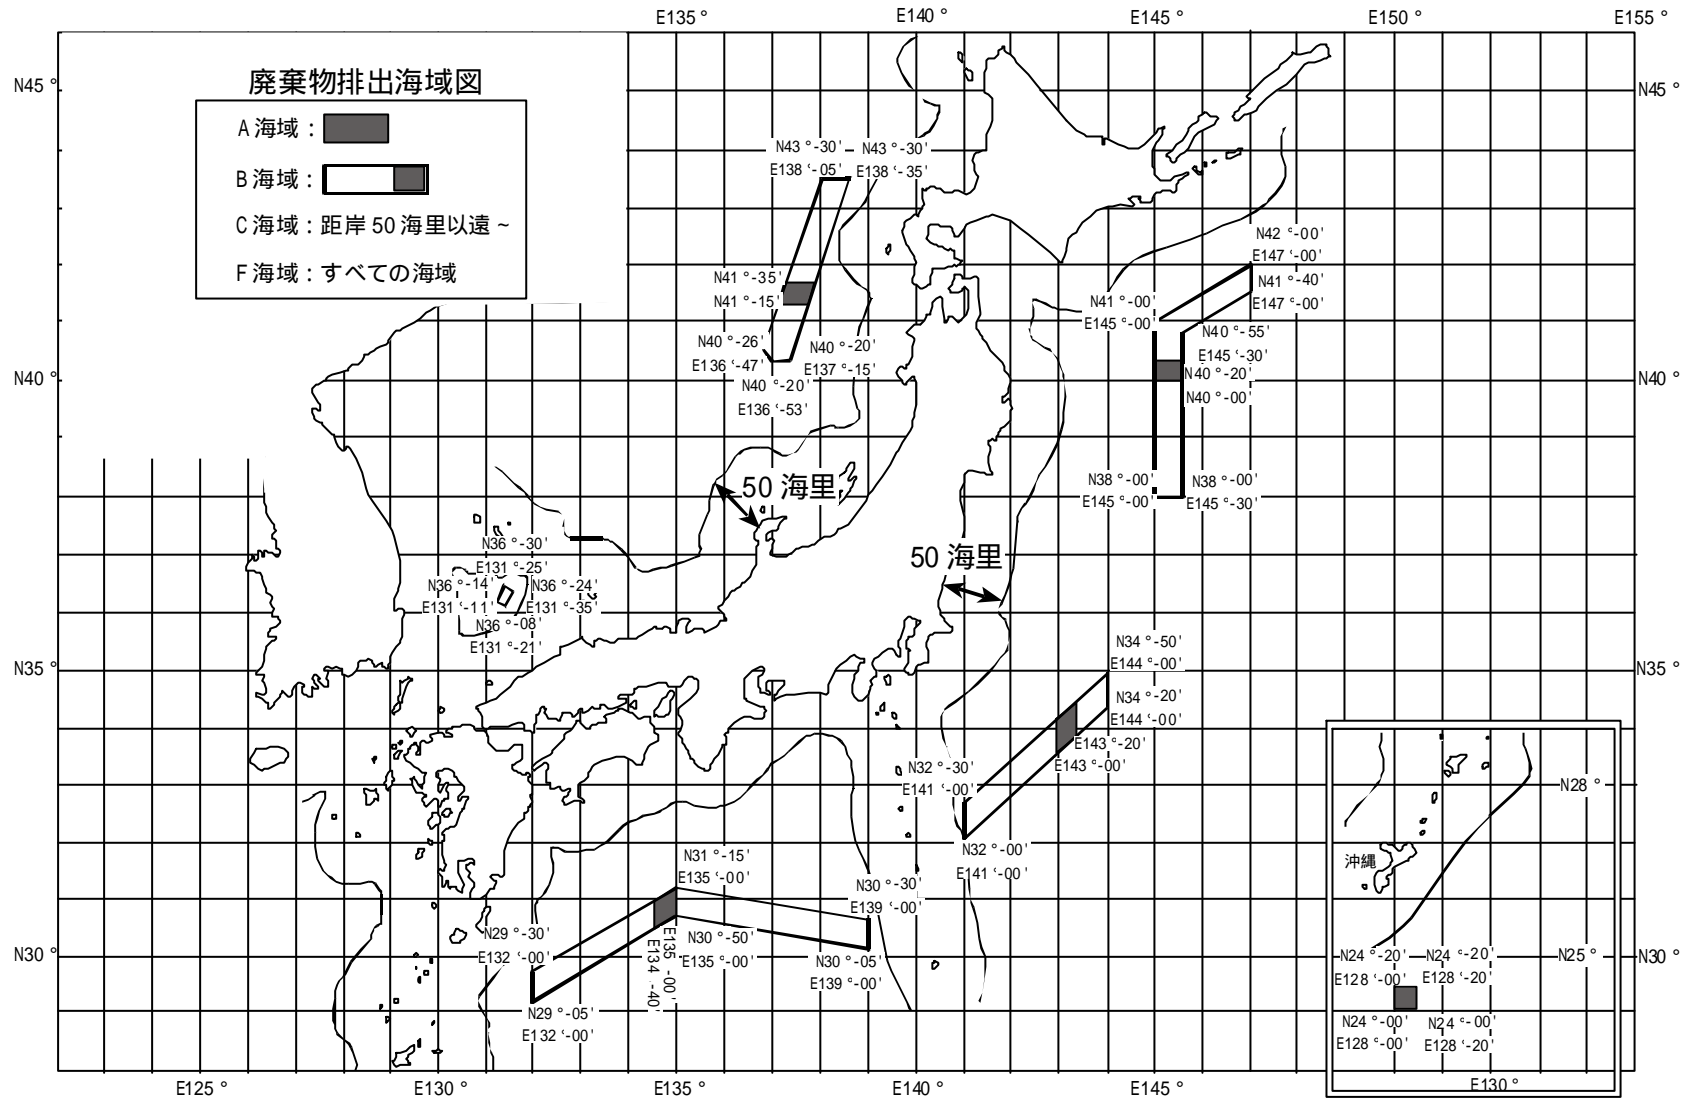 E135° E140° E145° E150° E155°
廃棄物排出海域図
A海域:
B海域:
C海域:距岸50海里以遠~
F海域:すべての海域
N45°
N45°
N43°-30' N43°-30'
E138°-05' E138°-35'
N42°-00'
E147°-00'
N41°-40'
E147°-00'
N41°-35'
N41°-15'
N41°-00'
E145°-00'
N40°-26'
E136°-47'
N40°-20'
E137°-15'
N40°-20'
E136°-53'
N40°-55'
E145°-30'
N40°-20'
N40°-00'
N40°
N40°
50海里
N38°-00'
E145°-00'
N38°-00'
E145°-30'
N36°-30'
E131°-25'
N36°-14'
E131°-11'
N36°-24'
E131°-35'
N36°-08'
E131°-21'
50海里
N35°
N35°
N34°-50'
E144°-00'
N34°-20'
E144°-00'
E143°-20'
E143°-00'
N32°-30'
E141°-00'
N32°-00'
E141°-00'
N31°-15'
E135°-00'
N30°-30'
E139°-00'
N29°-30'
E132°-00'
E134°-40'
E135°-00'
N30°-50'
E135°-00'
N30°-05'
E139°-00'
N29°-05'
E132°-00'
N30°
N30°
N28°
沖縄
N25°
N24°-20' N24°-20'
E128°-00' E128°-20'
N24°-00' N24°-00'
E128°-00' E128°-20'
E130°
E125° E130° E135° E140° E145°